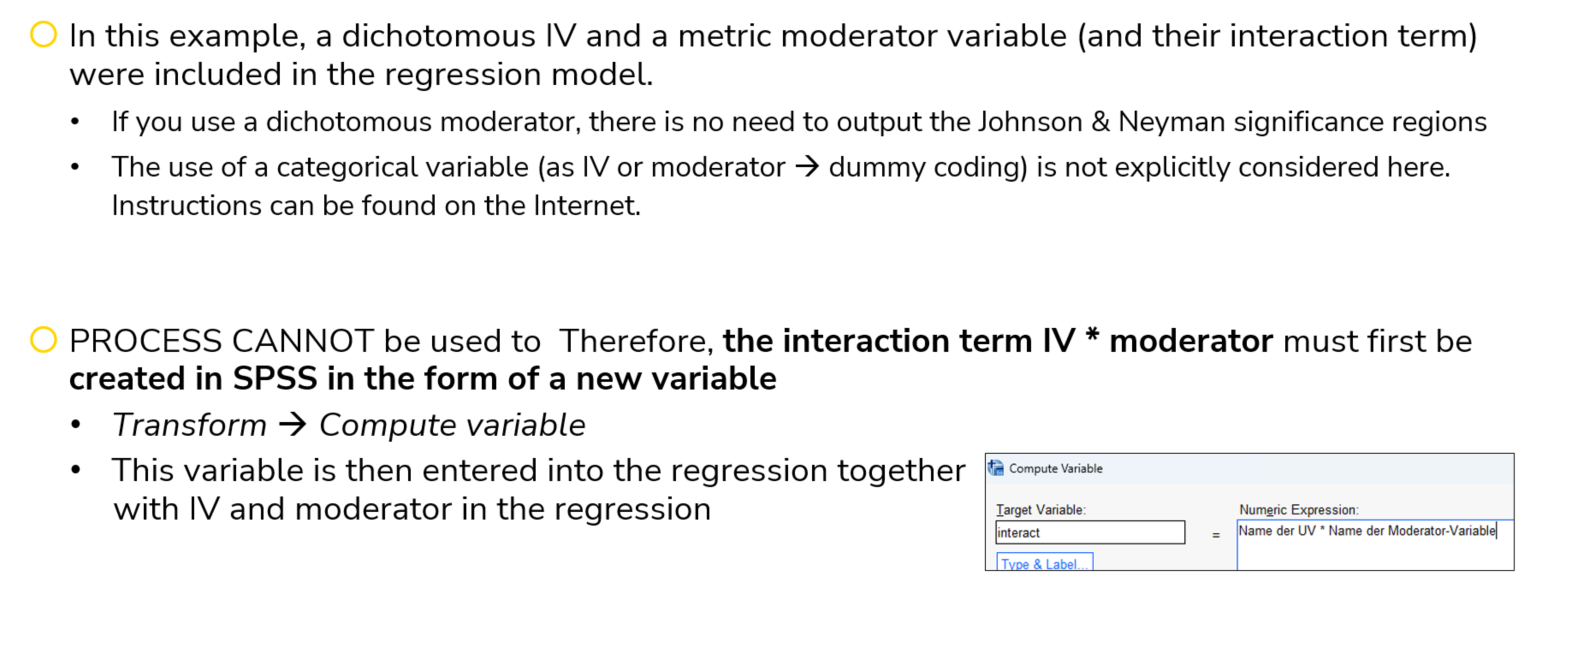 In this example, a dichotomous IV and a metric moderator variable (and their interaction term)
were included in the regression model.
• If you use a dichotomous moderator, there is no need to output the Johnson & Neyman significance regions
• The use of a categorical variable (as IV or moderator → dummy coding) is not explicitly considered here.
Instructions can be found on the Internet.
PROCESS CANNOT be used to  Therefore, the interaction term IV * moderator must first be
created in SPSS in the form of a new variable
• Transform → Compute variable
• This variable is then entered into the regression together
with IV and moderator in the regression
Compute Variable
Target Variable:
interact
Type & Label...
=
Numeric Expression:
Name der UV * Name der Moderator-Variable